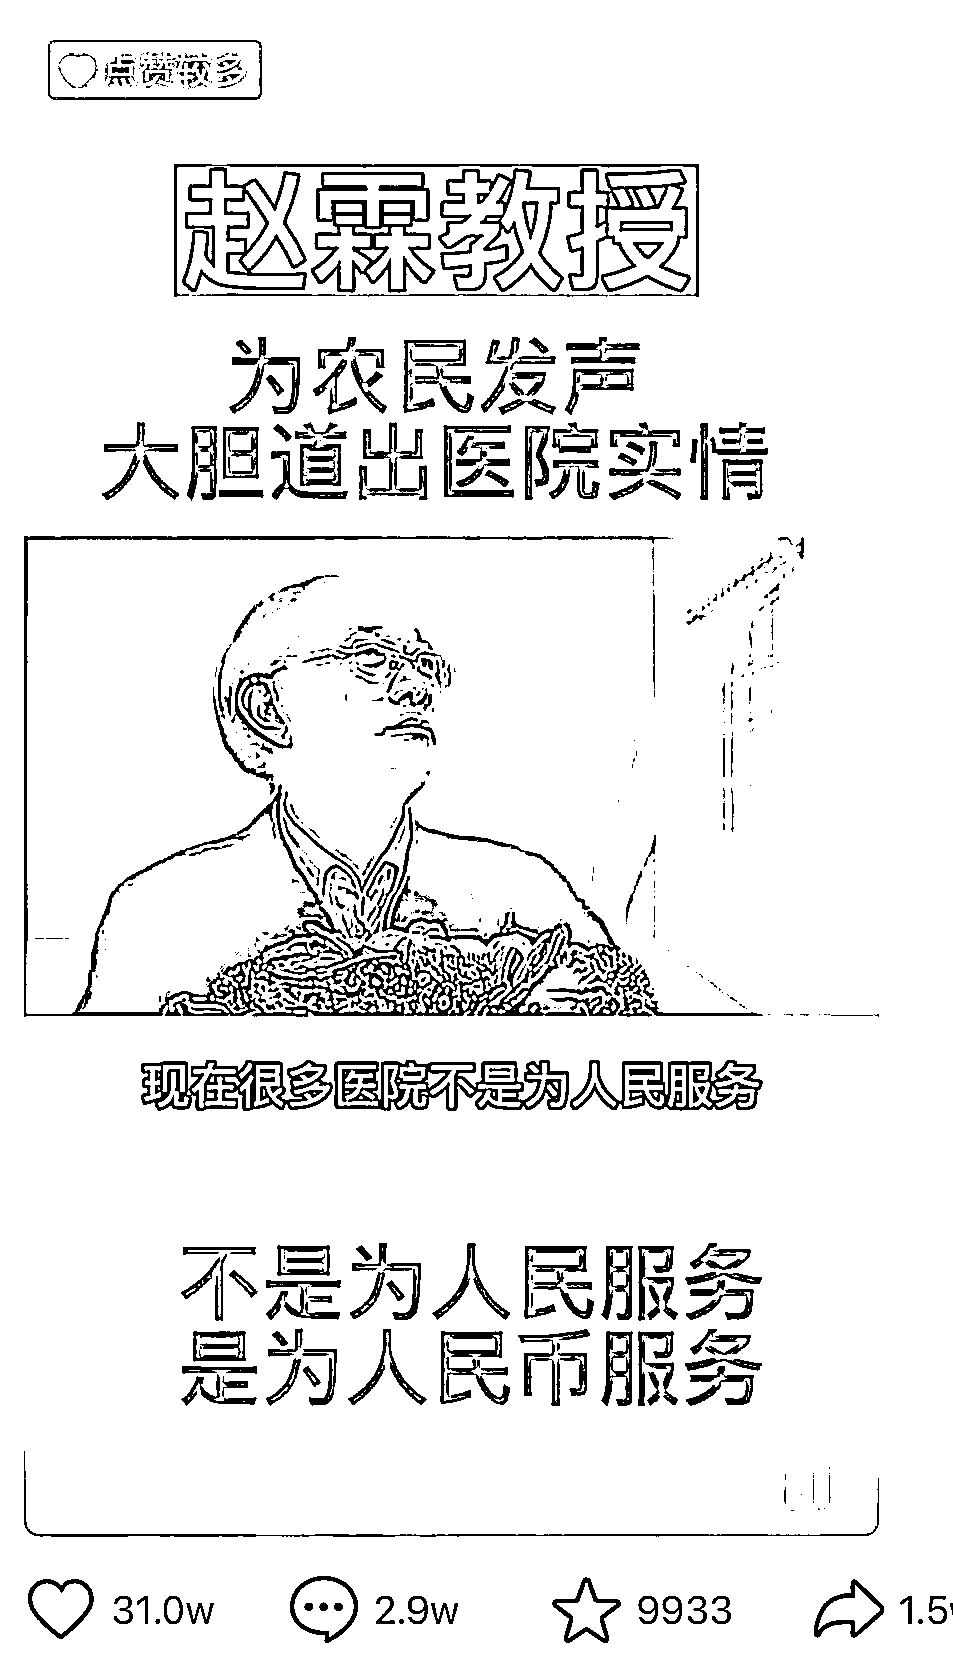 点赞较多
赵霖教授
为农民发声
大胆道出医院实情
现在很多医院不是为人民服务
不是为人民服务
是为人民币服务
31.0w 2.9w 9933 1.5w